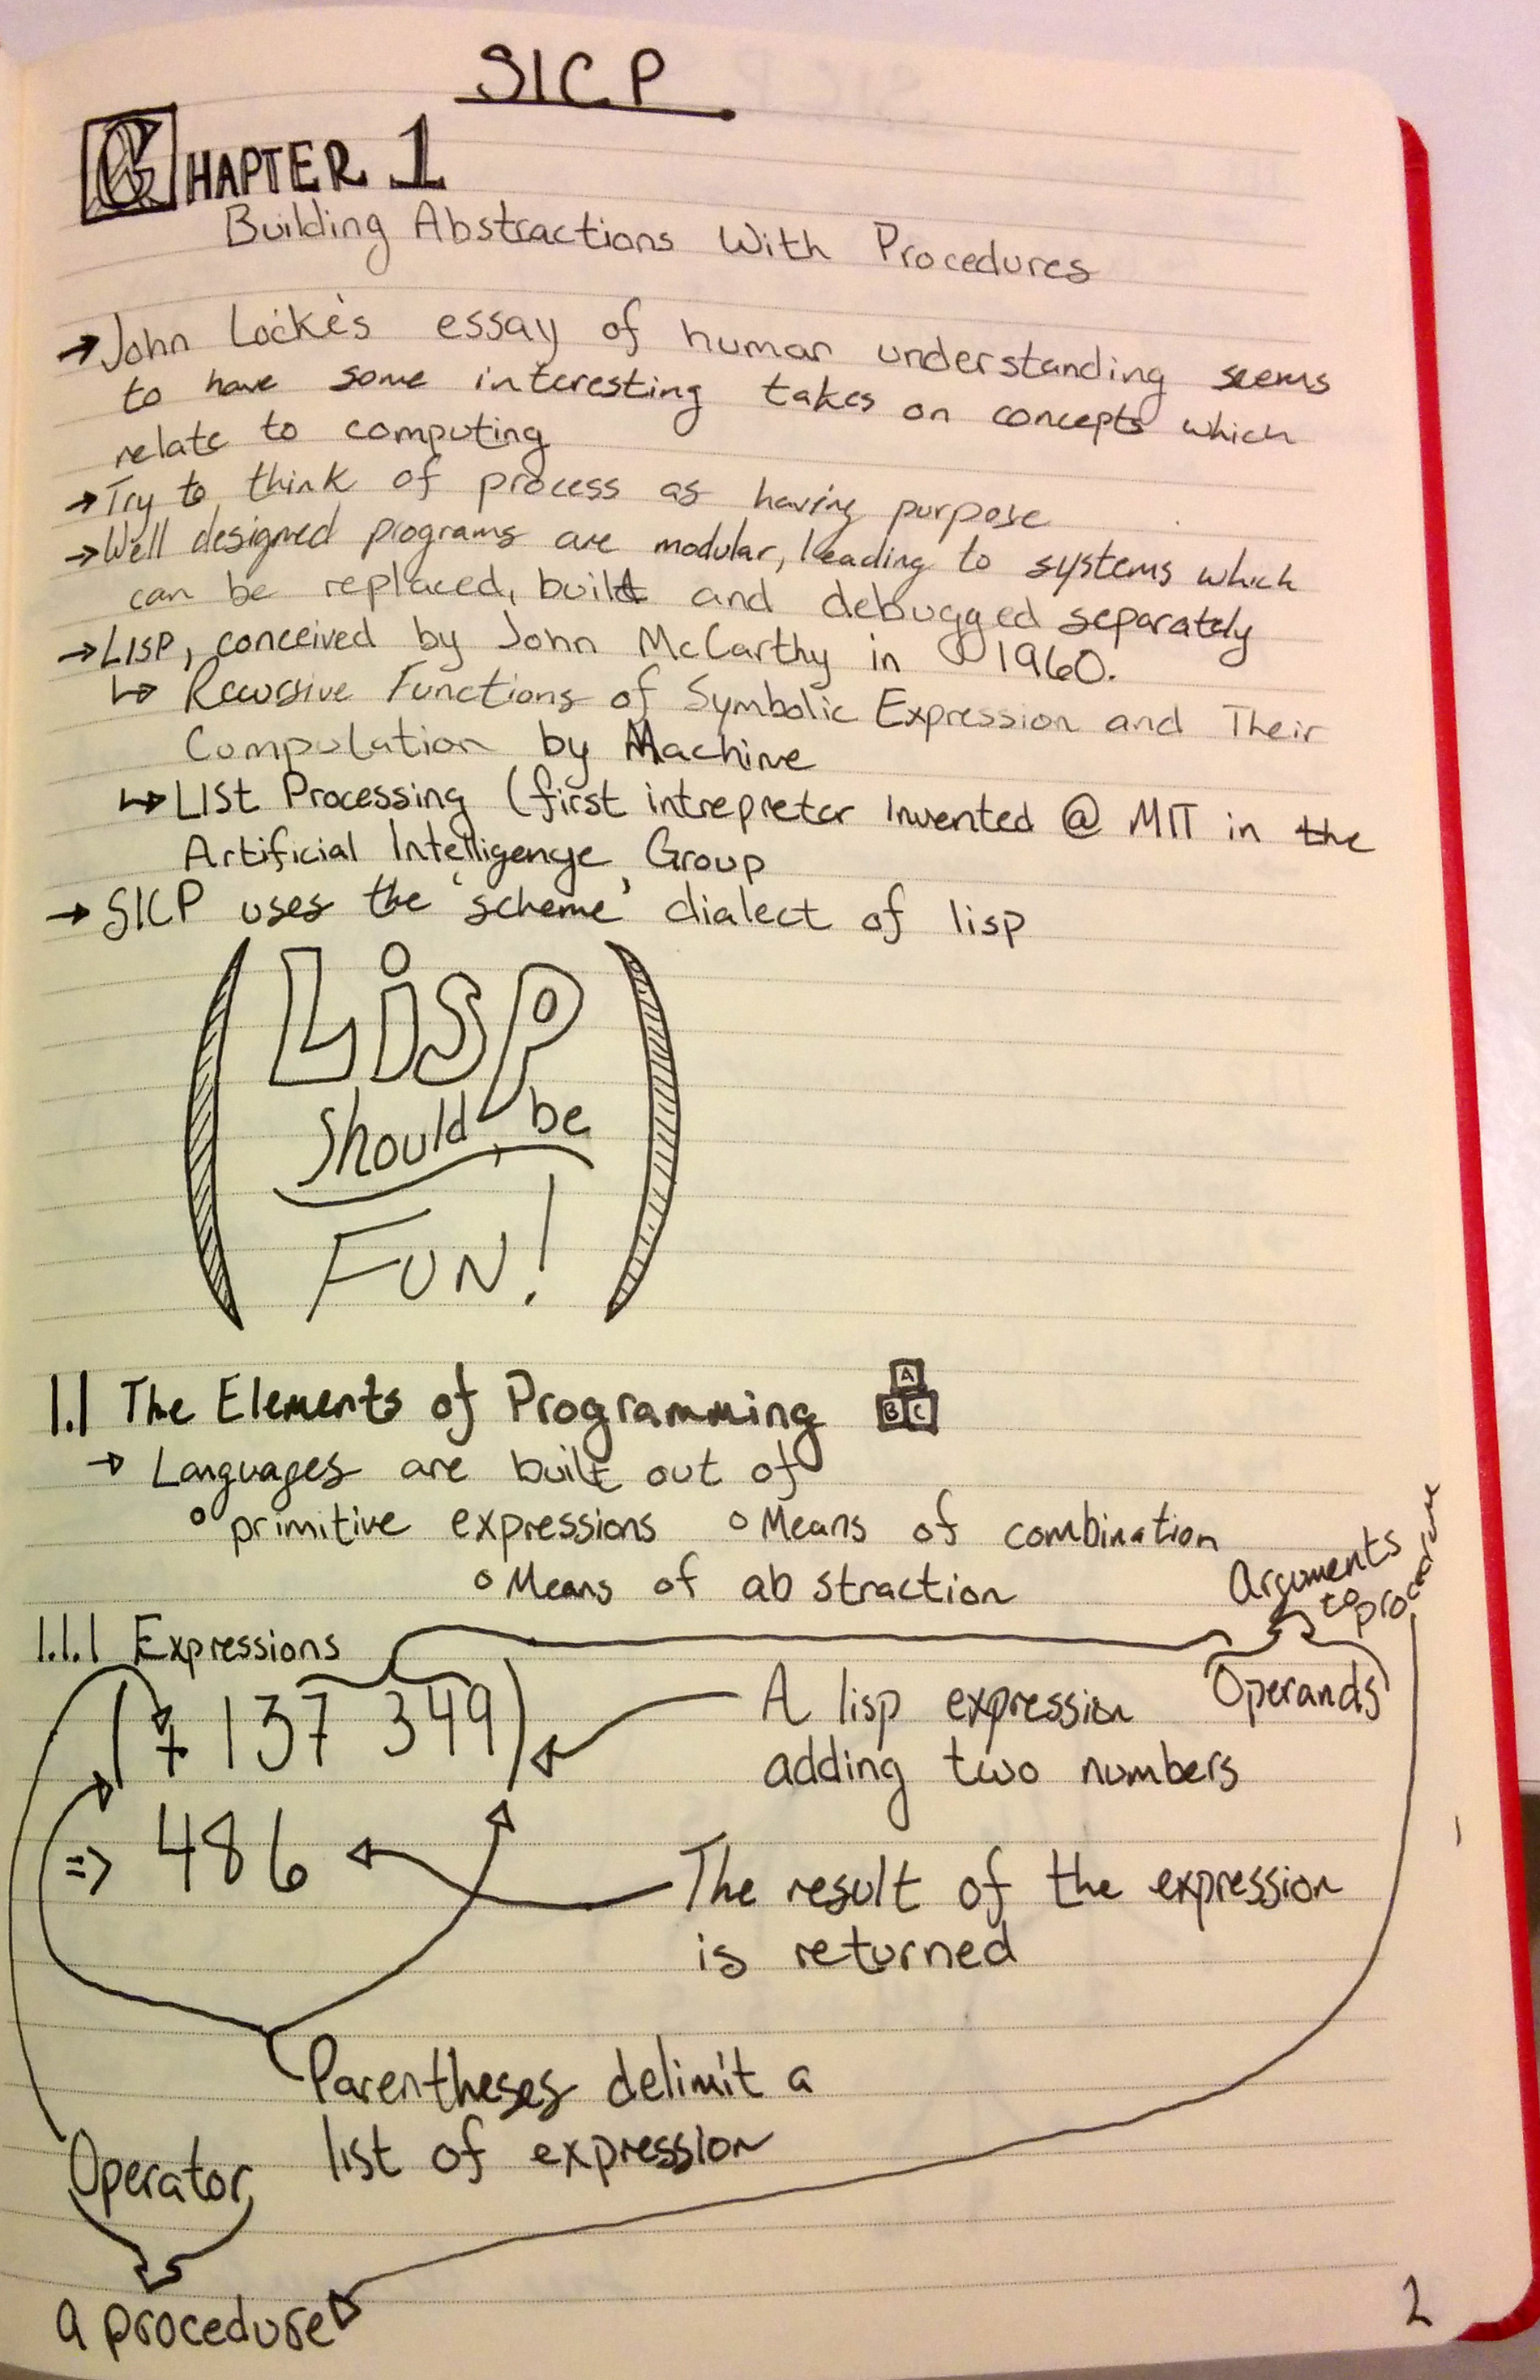 SICP
CHAPTER 1
Building Abstractions With Procedures
→ John Locke's essay of human understanding seems
to have some interesting takes on concepts which
relate to computing
→ Try to think of process as having purpose
→ Well designed programs are modular, leading to systems which
can be replaced, built and debugged separately
→ LISP, conceived by John McCarthy in 1960.
↳ Recursive Functions of Symbolic Expression and Their
Computation by Machine
↳ LISt Processing (first intrepreter invented @ MIT in the
Artificial Intelligence Group
→ SICP uses the 'scheme' dialect of lisp
(LiSP
should be
FUN!)
1.1 The Elements of Programming
A
B C
→ Languages are built out of
o primitive expressions o Means of combination
o Means of abstraction
Arguments
to procedure
1.1.1 Expressions
Operands
(+ 137 349)
A lisp expression
adding two numbers
=> 486
The result of the expression
is returned
Parentheses delimit a
list of expression
Operator
a procedure
2